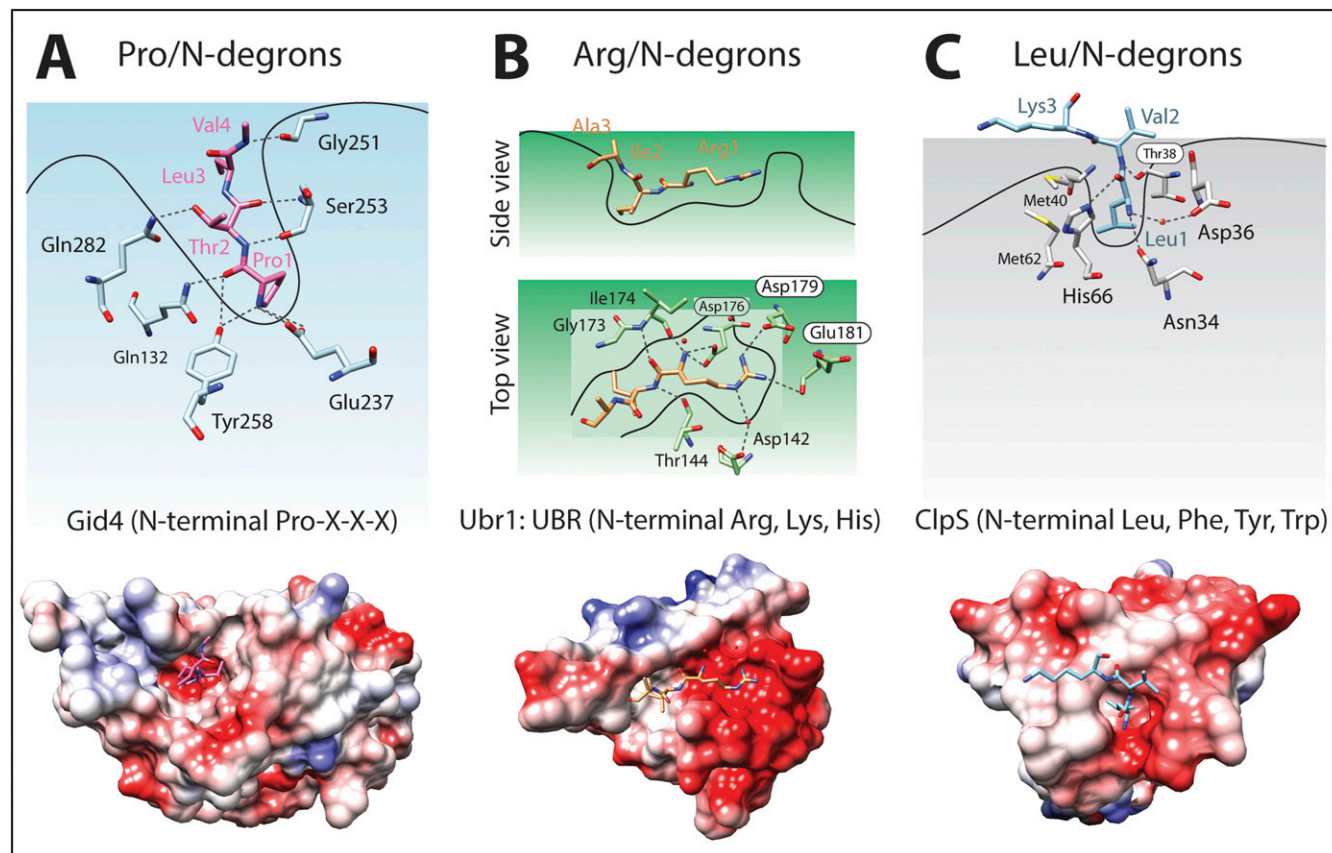 A Pro/N-degrons
Val4
Gly251
Leu3
Ser253
Gln282
Thr2
Pro1
Gln132
Glu237
Tyr258
Gid4 (N-terminal Pro-X-X-X)
B Arg/N-degrons
Side view
Ala3
Ile2
Arg1
Top view
Ile174
Asp179
Asp176
Gly173
Glu181
Asp142
Thr144
Ubr1: UBR (N-terminal Arg, Lys, His)
C Leu/N-degrons
Lys3
Val2
Thr38
Met40
Leu1
Asp36
Met62
His66
Asn34
ClpS (N-terminal Leu, Phe, Tyr, Trp)